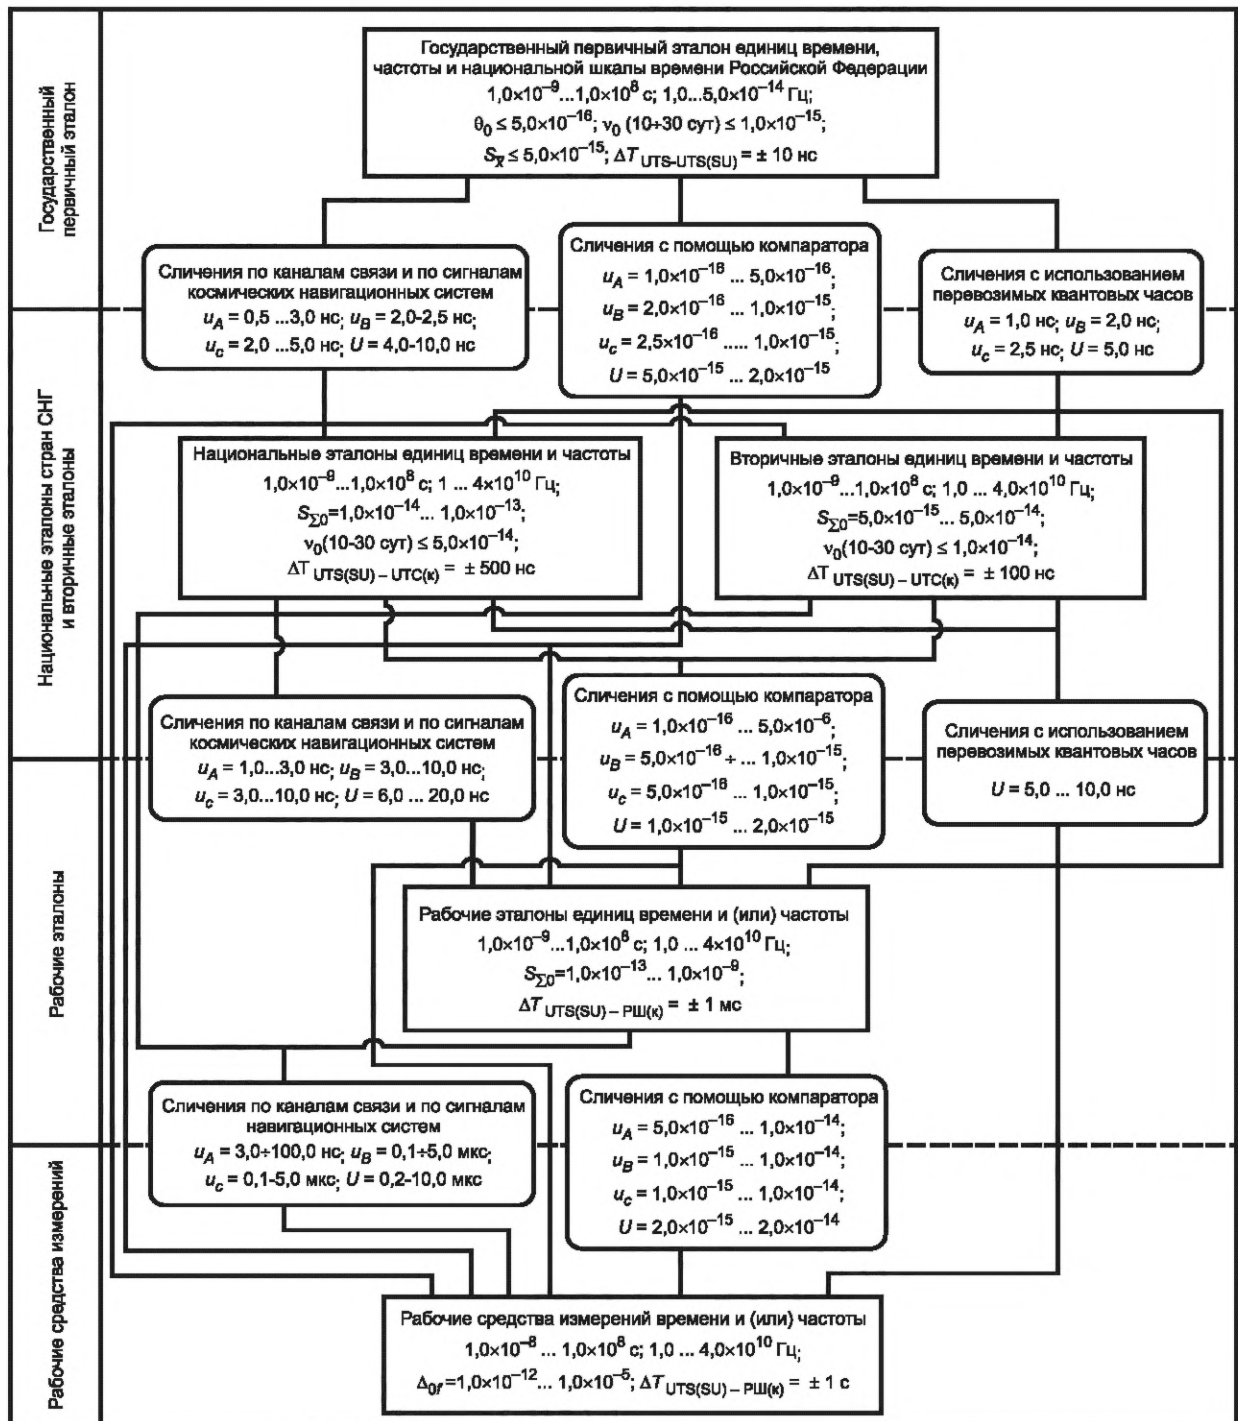 Государственный первичный эталон
Государственный первичный эталон единиц времени,
частоты и национальной шкалы времени Российской Федерации
1,0×10⁻⁹...1,0×10⁸ с; 1,0...5,0×10⁻¹⁴ Гц;
θ₀ ≤ 5,0×10⁻¹⁶; ν₀ (10÷30 сут) ≤ 1,0×10⁻¹⁵;
Sx̅ ≤ 5,0×10⁻¹⁵; ΔT UTS-UTS(SU) = ± 10 нс
Сличения по каналам связи и по сигналам
космических навигационных систем
u_A = 0,5 ...3,0 нс; u_B = 2,0-2,5 нс;
u_c = 2,0 ...5,0 нс; U = 4,0-10,0 нс
Сличения с помощью компаратора
u_A = 1,0×10⁻¹⁶ ... 5,0×10⁻¹⁶;
u_B = 2,0×10⁻¹⁶ ... 1,0×10⁻¹⁵;
u_c = 2,5×10⁻¹⁶ ..... 1,0×10⁻¹⁵;
U = 5,0×10⁻¹⁵ ... 2,0×10⁻¹⁵
Сличения с использованием
перевозимых квантовых часов
u_A = 1,0 нс; u_B = 2,0 нс;
u_c = 2,5 нс; U = 5,0 нс
Национальные эталоны стран СНГ
и вторичные эталоны
Национальные эталоны единиц времени и частоты
1,0×10⁻⁹...1,0×10⁸ с; 1 ... 4×10¹⁰ Гц;
S_Σ0=1,0×10⁻¹⁴... 1,0×10⁻¹³;
ν₀(10-30 сут) ≤ 5,0×10⁻¹⁴;
ΔT UTS(SU) – UTC(к) = ± 500 нс
Вторичные эталоны единиц времени и частоты
1,0×10⁻⁹...1,0×10⁸ с; 1,0 ... 4,0×10¹⁰ Гц;
S_Σ0=5,0×10⁻¹⁵... 5,0×10⁻¹⁴;
ν₀(10-30 сут) ≤ 1,0×10⁻¹⁴;
ΔT UTS(SU) – UTC(к) = ± 100 нс
Сличения по каналам связи и по сигналам
космических навигационных систем
u_A = 1,0...3,0 нс; u_B = 3,0...10,0 нс;
u_c = 3,0...10,0 нс; U = 6,0 ... 20,0 нс
Сличения с помощью компаратора
u_A = 1,0×10⁻¹⁶ ... 5,0×10⁻⁶;
u_B = 5,0×10⁻¹⁶ ÷ ... 1,0×10⁻¹⁵;
u_c = 5,0×10⁻¹⁶ ... 1,0×10⁻¹⁵;
U = 1,0×10⁻¹⁵ ... 2,0×10⁻¹⁵
Сличения с использованием
перевозимых квантовых часов
U = 5,0 ... 10,0 нс
Рабочие эталоны
Рабочие эталоны единиц времени и (или) частоты
1,0×10⁻⁹...1,0×10⁸ с; 1,0 ... 4×10¹⁰ Гц;
S_Σ0=1,0×10⁻¹³... 1,0×10⁻⁹;
ΔT UTS(SU) – РШ(к) = ± 1 мс
Сличения по каналам связи и по сигналам
навигационных систем
u_A = 3,0÷100,0 нс; u_B = 0,1÷5,0 мкс;
u_c = 0,1-5,0 мкс; U = 0,2-10,0 мкс
Сличения с помощью компаратора
u_A = 5,0×10⁻¹⁶ ... 1,0×10⁻¹⁴;
u_B = 1,0×10⁻¹⁵ ... 1,0×10⁻¹⁴;
u_c = 1,0×10⁻¹⁵ ... 1,0×10⁻¹⁴;
U = 2,0×10⁻¹⁵ ... 2,0×10⁻¹⁴
Рабочие средства измерений
Рабочие средства измерений времени и (или) частоты
1,0×10⁻⁸ ... 1,0×10⁸ с; 1,0 ... 4,0×10¹⁰ Гц;
Δ₀f =1,0×10⁻¹²... 1,0×10⁻⁵; ΔT UTS(SU) – РШ(к) = ± 1 с